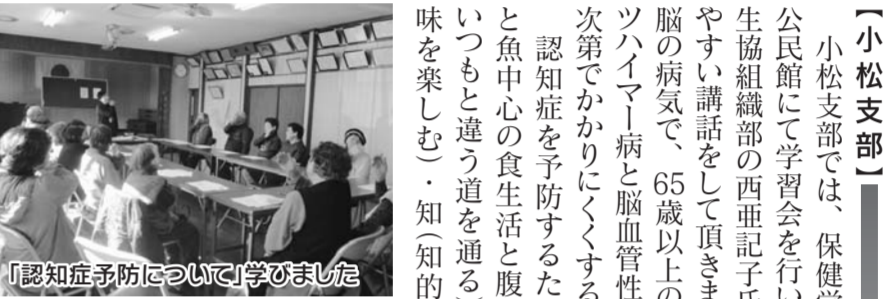 【小松支部】
小松支部では、保健学
公民館にて学習会を行い
生協組織部の西亜記子氏
やすい講話をして頂きま
脳の病気で、65歳以上の
ツハイマー病と脳血管性
次第でかかりにくくする
認知症を予防するた
と魚中心の食生活と腹
いつもと違う道を通る
味を楽しむ)・知(知的
「認知症予防について」学びました